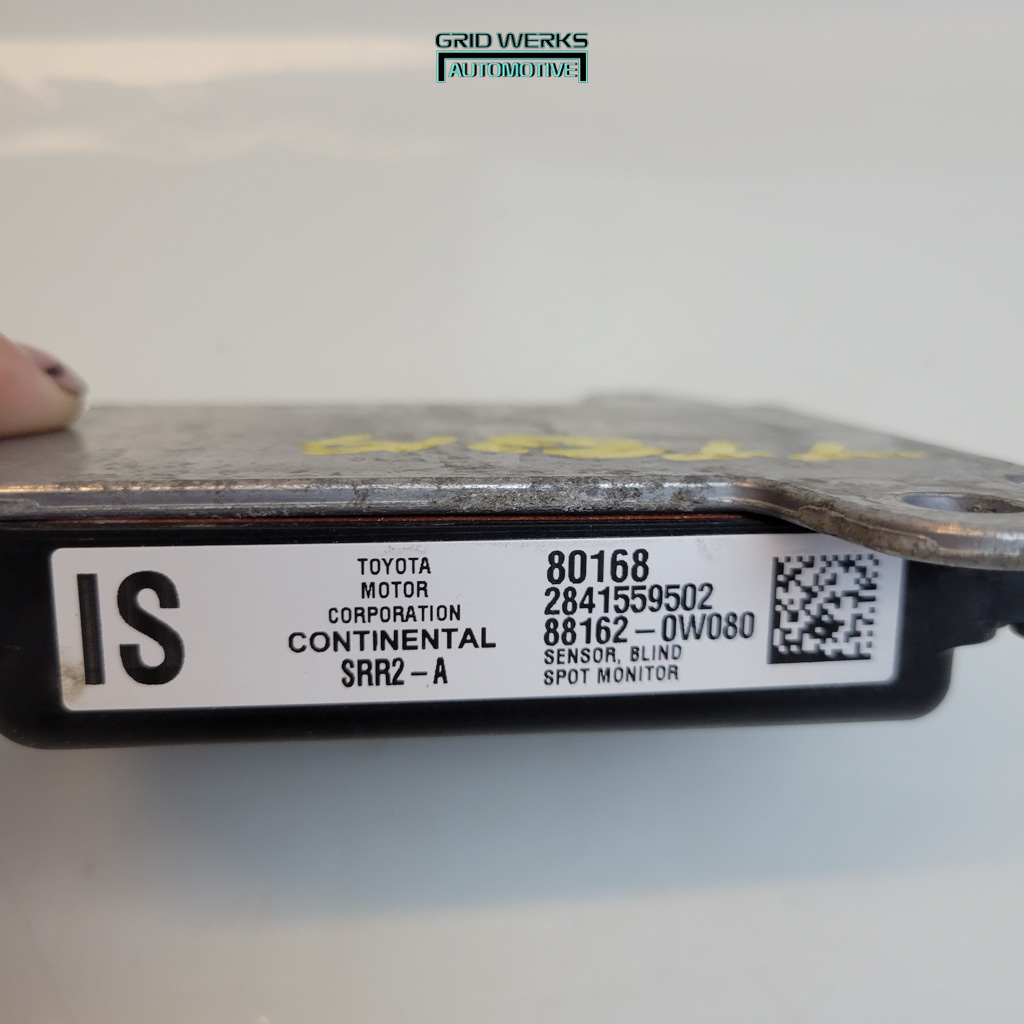 GRID WERKS
AUTOMOTIVE
IS
TOYOTA
MOTOR
CORPORATION
CONTINENTAL
SRR2-A
80168
2841559502
88162-0W080
SENSOR, BLIND
SPOT MONITOR